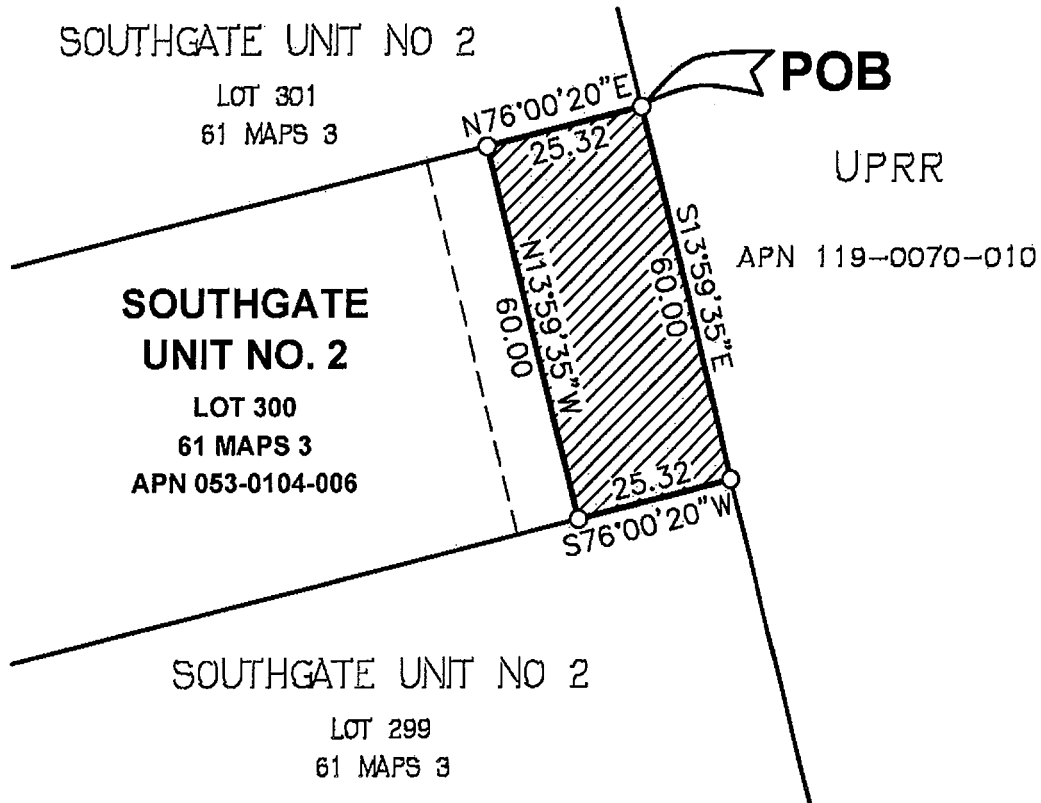 SOUTHGATE UNIT NO 2
LOT 301
61 MAPS 3
N76°00'20"E
25.32
POB
UPRR
APN 119-0070-010
S13°59'35"E
60.00
N13°59'35"W
60.00
SOUTHGATE
UNIT NO. 2
LOT 300
61 MAPS 3
APN 053-0104-006
25.32
S76°00'20"W
SOUTHGATE UNIT NO 2
LOT 299
61 MAPS 3